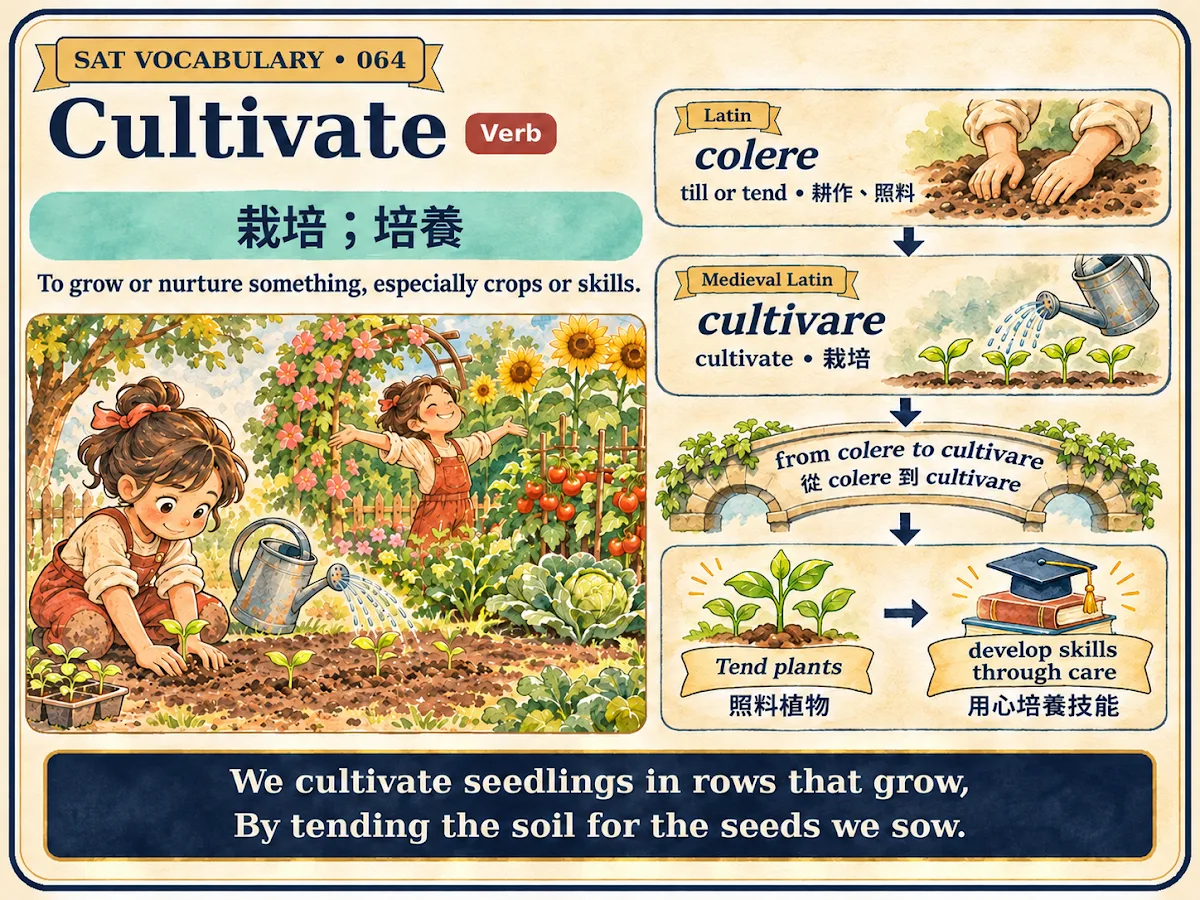 SAT VOCABULARY • 064
Cultivate
Verb
栽培；培養
To grow or nurture something, especially crops or skills.
Latin
colere
till or tend • 耕作、照料
Medieval Latin
cultivare
cultivate • 栽培
from colere to cultivare
從 colere 到 cultivare
Tend plants
照料植物
develop skills
through care
用心培養技能
We cultivate seedlings in rows that grow,
By tending the soil for the seeds we sow.